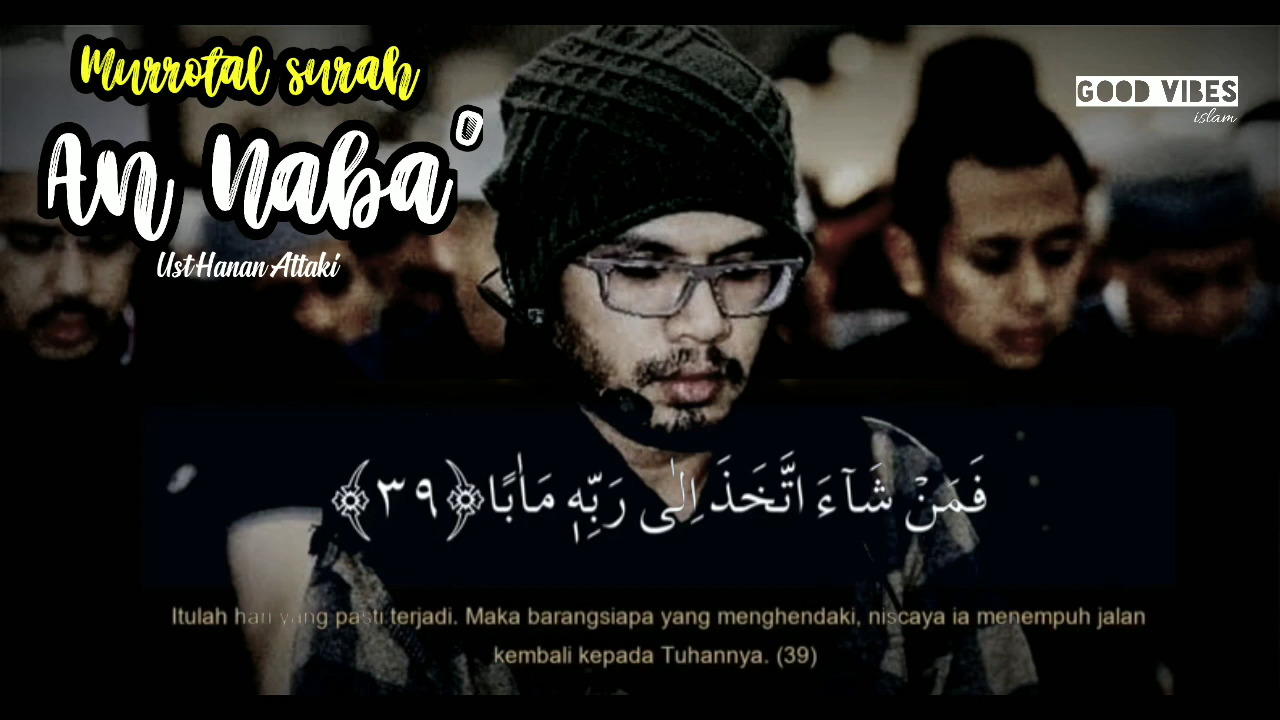 Murrotal surah
An Naba'
Ust Hanan Attaki
GOOD VIBES
islam
فَمَنْ شَاۤءَ اتَّخَذَ اِلٰى رَبِّهٖ مَاٰبًا ﴿٣٩﴾
Itulah hari yang pasti terjadi. Maka barangsiapa yang menghendaki, niscaya ia menempuh jalan
kembali kepada Tuhannya. (39)